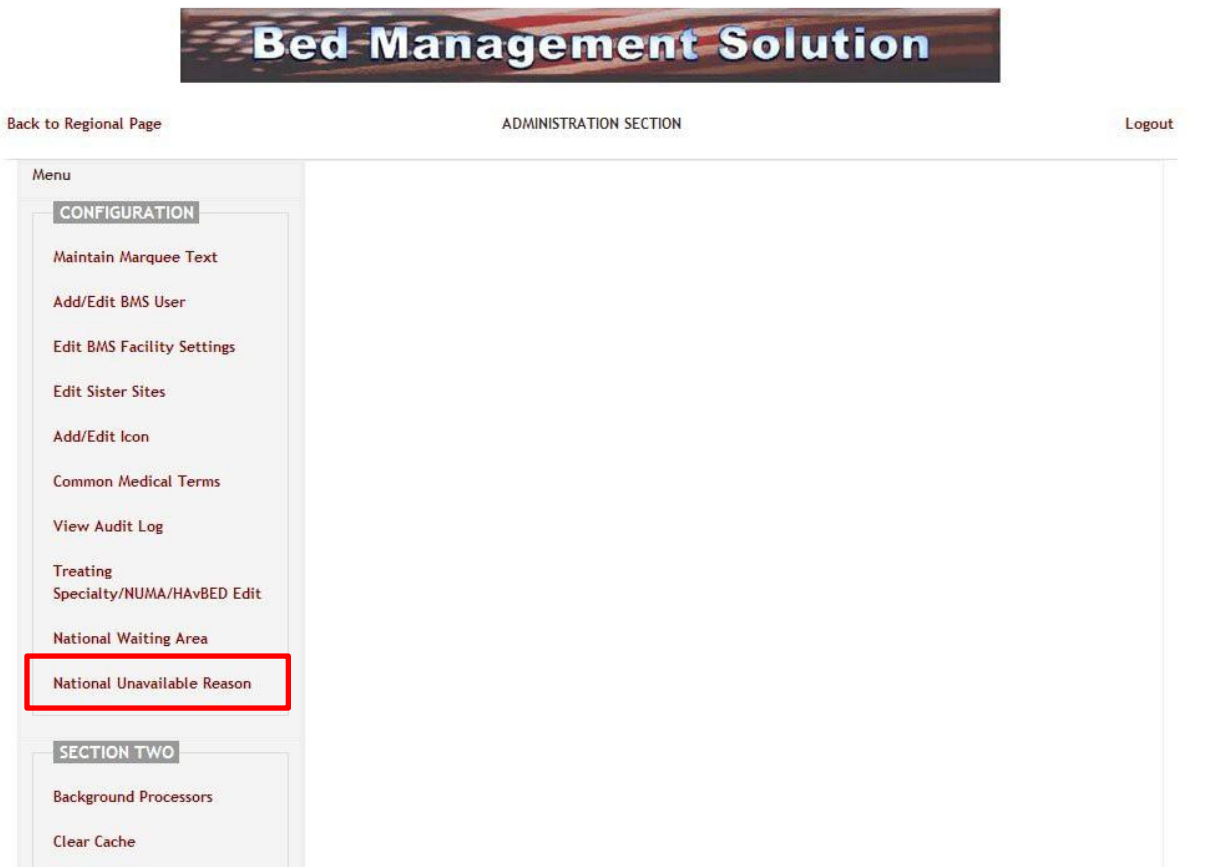 Bed Management Solution
Back to Regional Page ADMINISTRATION SECTION Logout
Menu
CONFIGURATION
Maintain Marquee Text
Add/Edit BMS User
Edit BMS Facility Settings
Edit Sister Sites
Add/Edit Icon
Common Medical Terms
View Audit Log
Treating
Specialty/NUMA/HAvBED Edit
National Waiting Area
National Unavailable Reason
SECTION TWO
Background Processors
Clear Cache